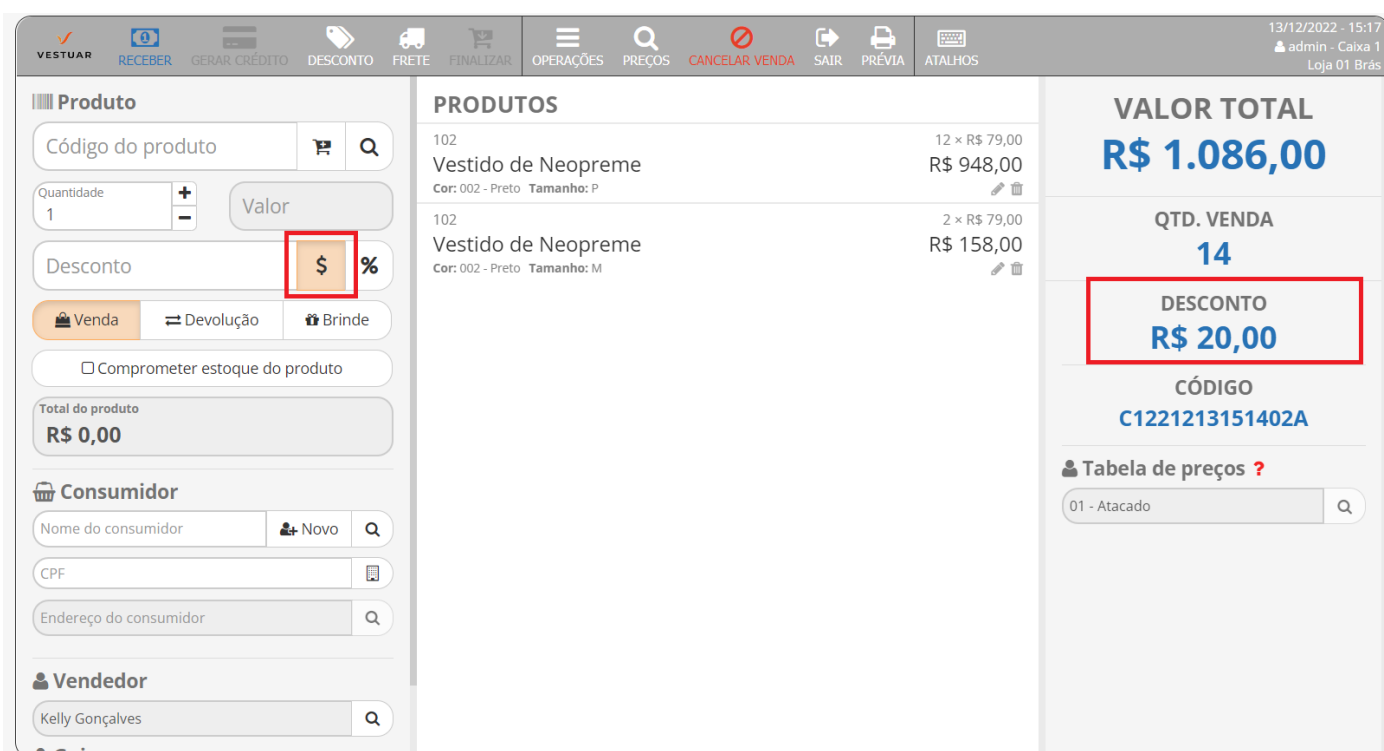 VESTUAR
RECEBER
GERAR CRÉDITO
DESCONTO
FRETE
FINALIZAR
OPERAÇÕES
PREÇOS
CANCELAR VENDA
SAIR
PRÉVIA
ATALHOS
13/12/2022 - 15:17
admin - Caixa 1
Loja 01 Brás
Produto
Código do produto
Quantidade
1
Valor
Desconto
$
%
Venda
Devolução
Brinde
Comprometer estoque do produto
Total do produto
R$ 0,00
Consumidor
Nome do consumidor
Novo
CPF
Endereço do consumidor
Vendedor
Kelly Gonçalves
PRODUTOS
102
12 × R$ 79,00
Vestido de Neopreme
R$ 948,00
Cor: 002 - Preto Tamanho: P
102
2 × R$ 79,00
Vestido de Neopreme
R$ 158,00
Cor: 002 - Preto Tamanho: M
VALOR TOTAL
R$ 1.086,00
QTD. VENDA
14
DESCONTO
R$ 20,00
CÓDIGO
C1221213151402A
Tabela de preços ?
01 - Atacado